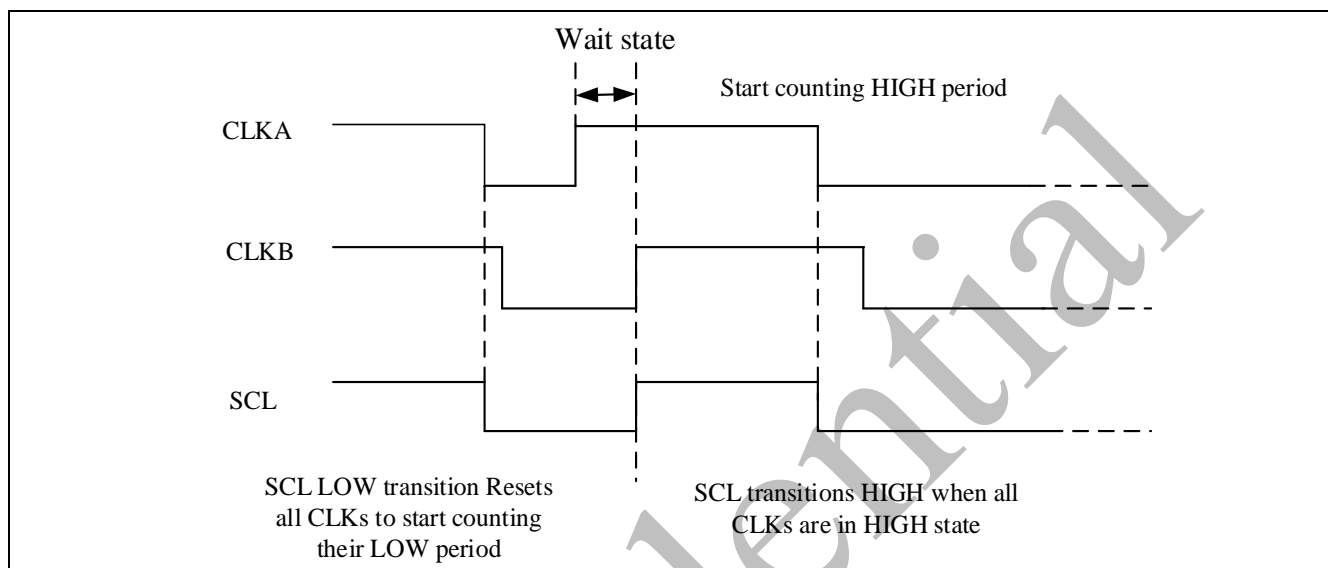 Wait state
Start counting HIGH period
CLKA
CLKB
SCL
SCL LOW transition Resets
all CLKs to start counting
their LOW period
SCL transitions HIGH when all
CLKs are in HIGH state
ential